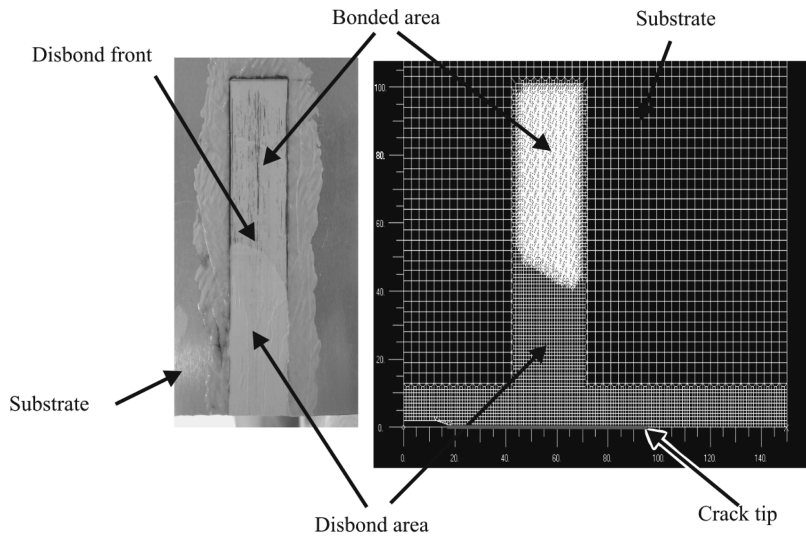 Bonded area
Substrate
Disbond front
100.
80.
60.
40.
20.
0.
0.
20.
40.
60.
80.
100.
120.
140.
Substrate
Disbond area
Crack tip